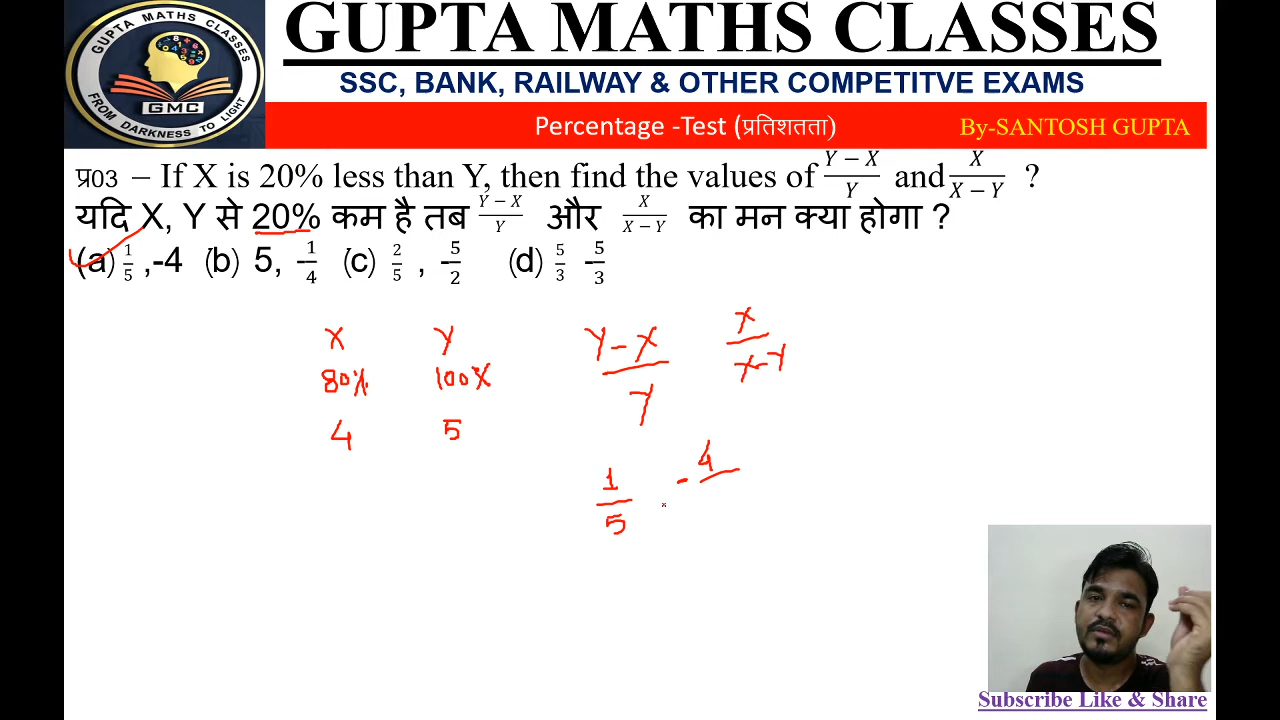 GUPTA MATHS CLASSES
GUPTA MATHS CLASSES
GMC
FROM DARKNESS TO LIGHT
SSC, BANK, RAILWAY & OTHER COMPETITVE EXAMS
Percentage -Test (प्रतिशतता) By-SANTOSH GUPTA
प्र03 – If X is 20% less than Y, then find the values of (Y − X)/Y and X/(X − Y) ?
यदि X, Y से 20% कम है तब (Y − X)/Y और X/(X − Y) का मन क्या होगा ?
(a) 1/5 ,-4 (b) 5, -1/4 (c) 2/5 , -5/2 (d) 5/3 -5/3
X Y (Y-X)/Y X/(X-Y)
80% 100%
4 5
1/5 -4/
Subscribe Like & Share